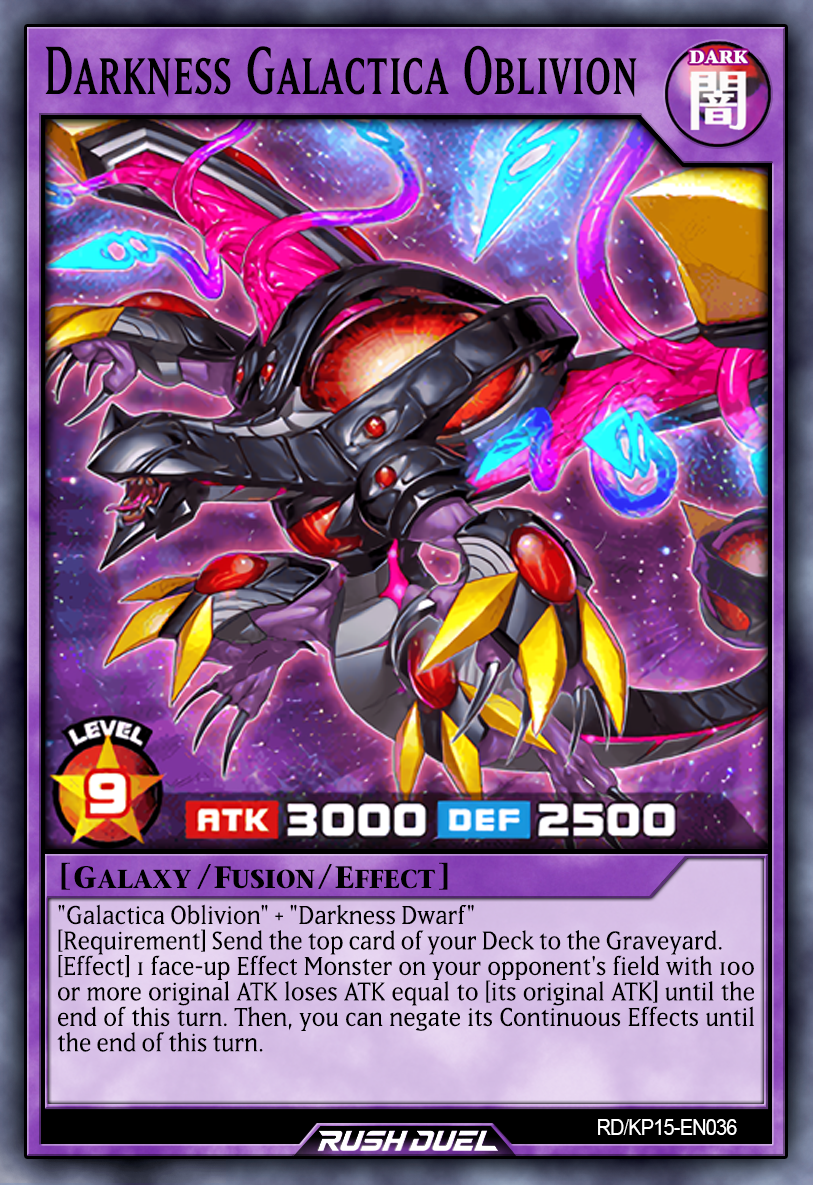 Darkness Galactica Oblivion
DARK
闇
LEVEL
9
ATK 3000 DEF 2500
[Galaxy/Fusion/Effect]
"Galactica Oblivion" + "Darkness Dwarf"
[Requirement] Send the top card of your Deck to the Graveyard.
[Effect] 1 face-up Effect Monster on your opponent's field with 100
or more original ATK loses ATK equal to [its original ATK] until the
end of this turn. Then, you can negate its Continuous Effects until
the end of this turn.
RD/KP15-EN036
RUSH DUEL